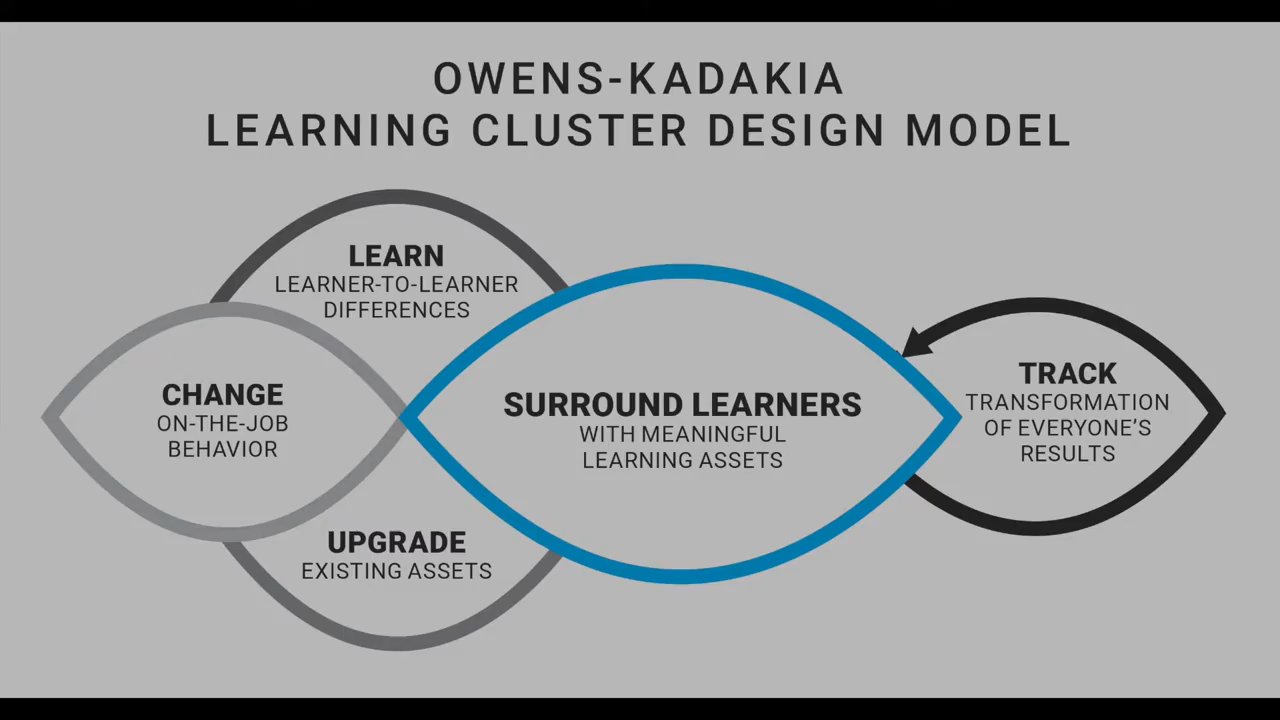 OWENS-KADAKIA
LEARNING CLUSTER DESIGN MODEL
LEARN
LEARNER-TO-LEARNER
DIFFERENCES
CHANGE
ON-THE-JOB
BEHAVIOR
SURROUND LEARNERS
WITH MEANINGFUL
LEARNING ASSETS
TRACK
TRANSFORMATION
OF EVERYONE'S
RESULTS
UPGRADE
EXISTING ASSETS